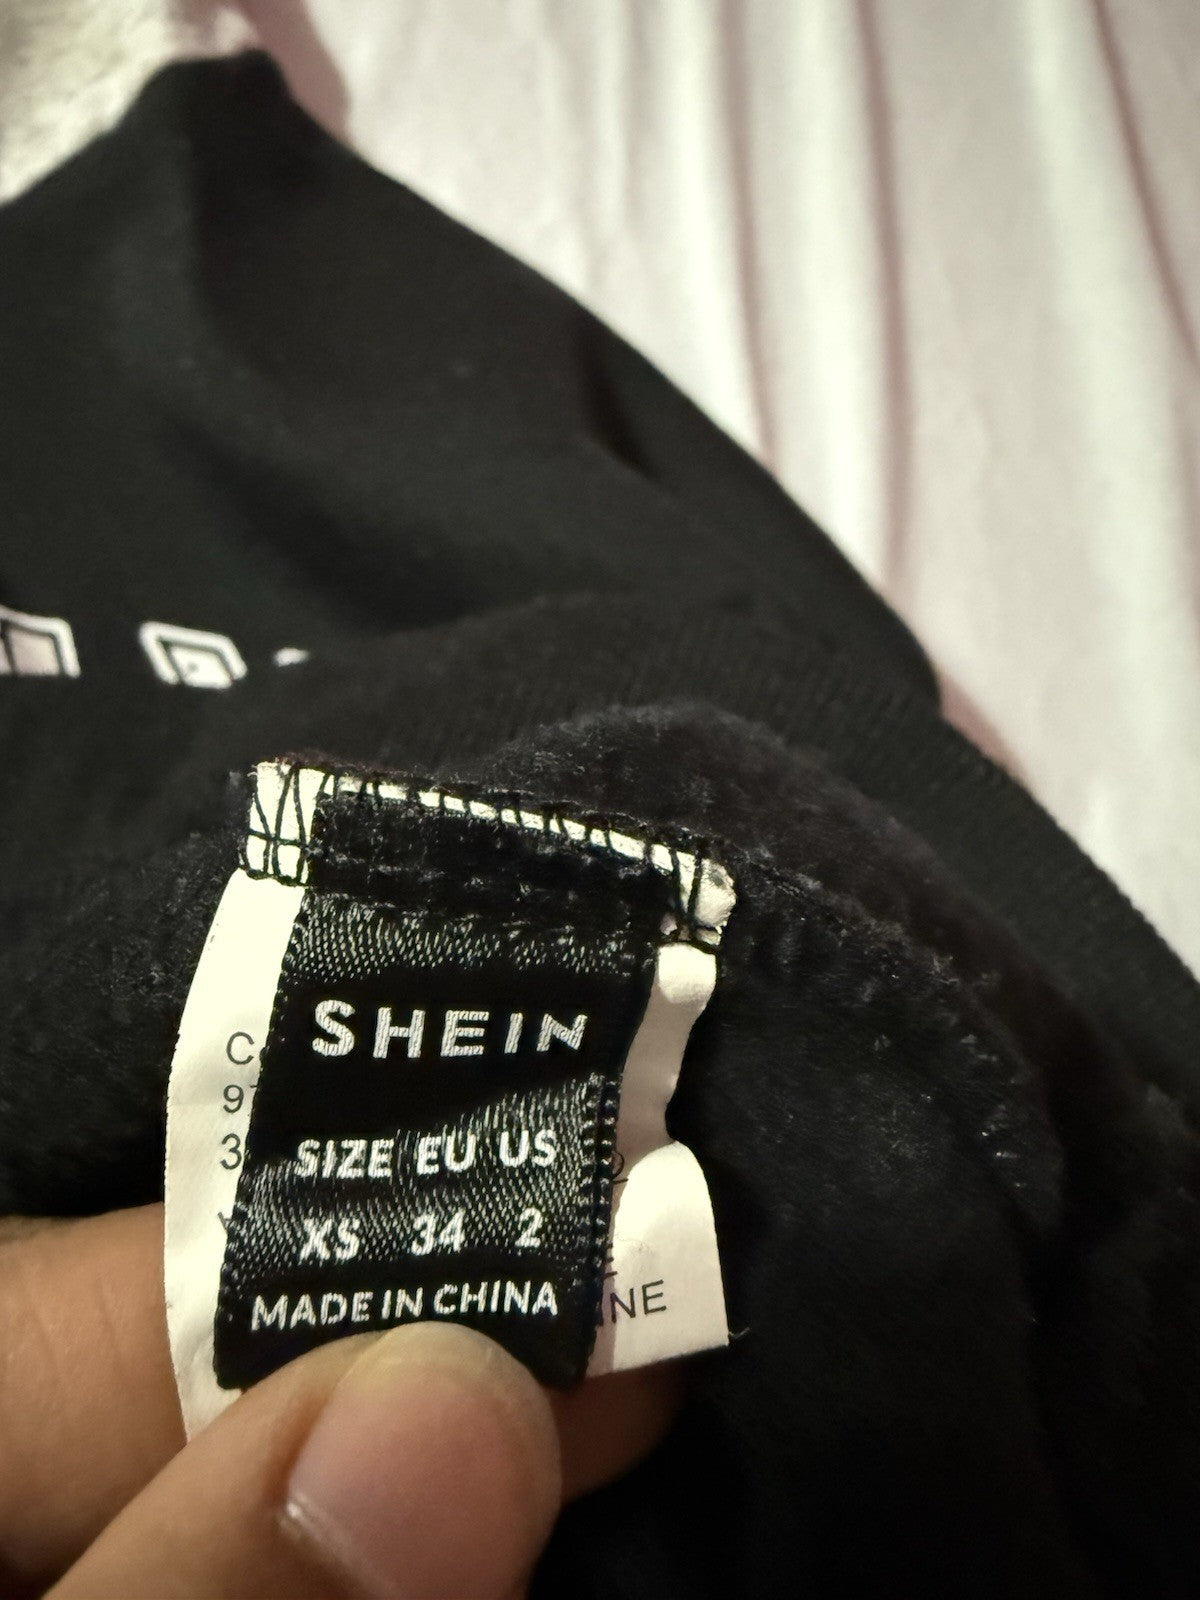 SHEIN
SIZE EU US
XS 34 2
MADE IN CHINA